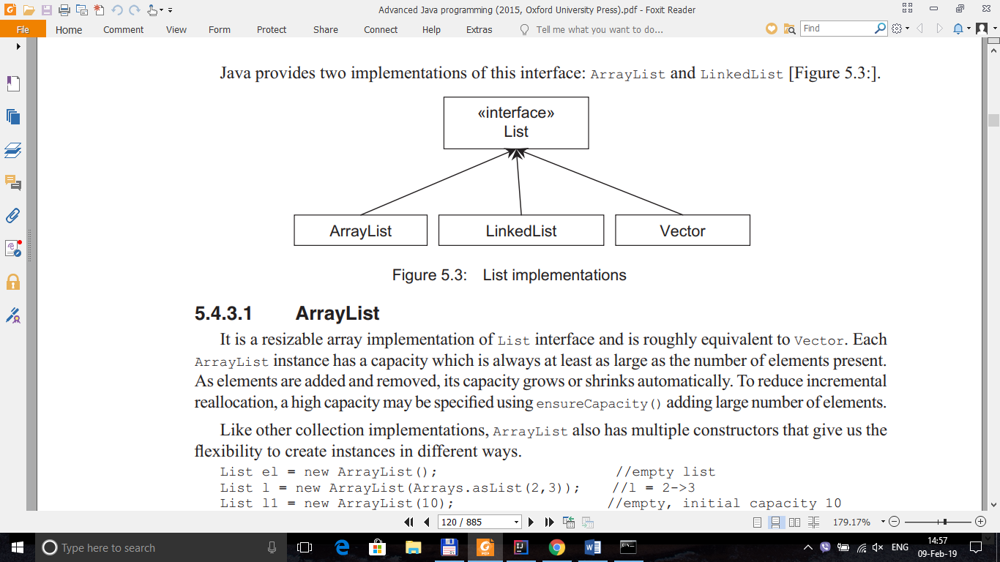 Advanced Java programming (2015, Oxford University Press).pdf - Foxit Reader
File Home Comment View Form Protect Share Connect Help Extras Tell me what you want to do... Find
Java provides two implementations of this interface: ArrayList and LinkedList [Figure 5.3:].
«interface»
List
ArrayList LinkedList Vector
Figure 5.3: List implementations
5.4.3.1 ArrayList
It is a resizable array implementation of List interface and is roughly equivalent to Vector. Each
ArrayList instance has a capacity which is always at least as large as the number of elements present.
As elements are added and removed, its capacity grows or shrinks automatically. To reduce incremental
reallocation, a high capacity may be specified using ensureCapacity() adding large number of elements.
Like other collection implementations, ArrayList also has multiple constructors that give us the
flexibility to create instances in different ways.
List el = new ArrayList(); //empty list
List l = new ArrayList(Arrays.asList(2,3)); //l = 2->3
List l1 = new ArrayList(10); //empty, initial capacity 10
120 / 885 179.17%
Type here to search ENG 14:57
09-Feb-19